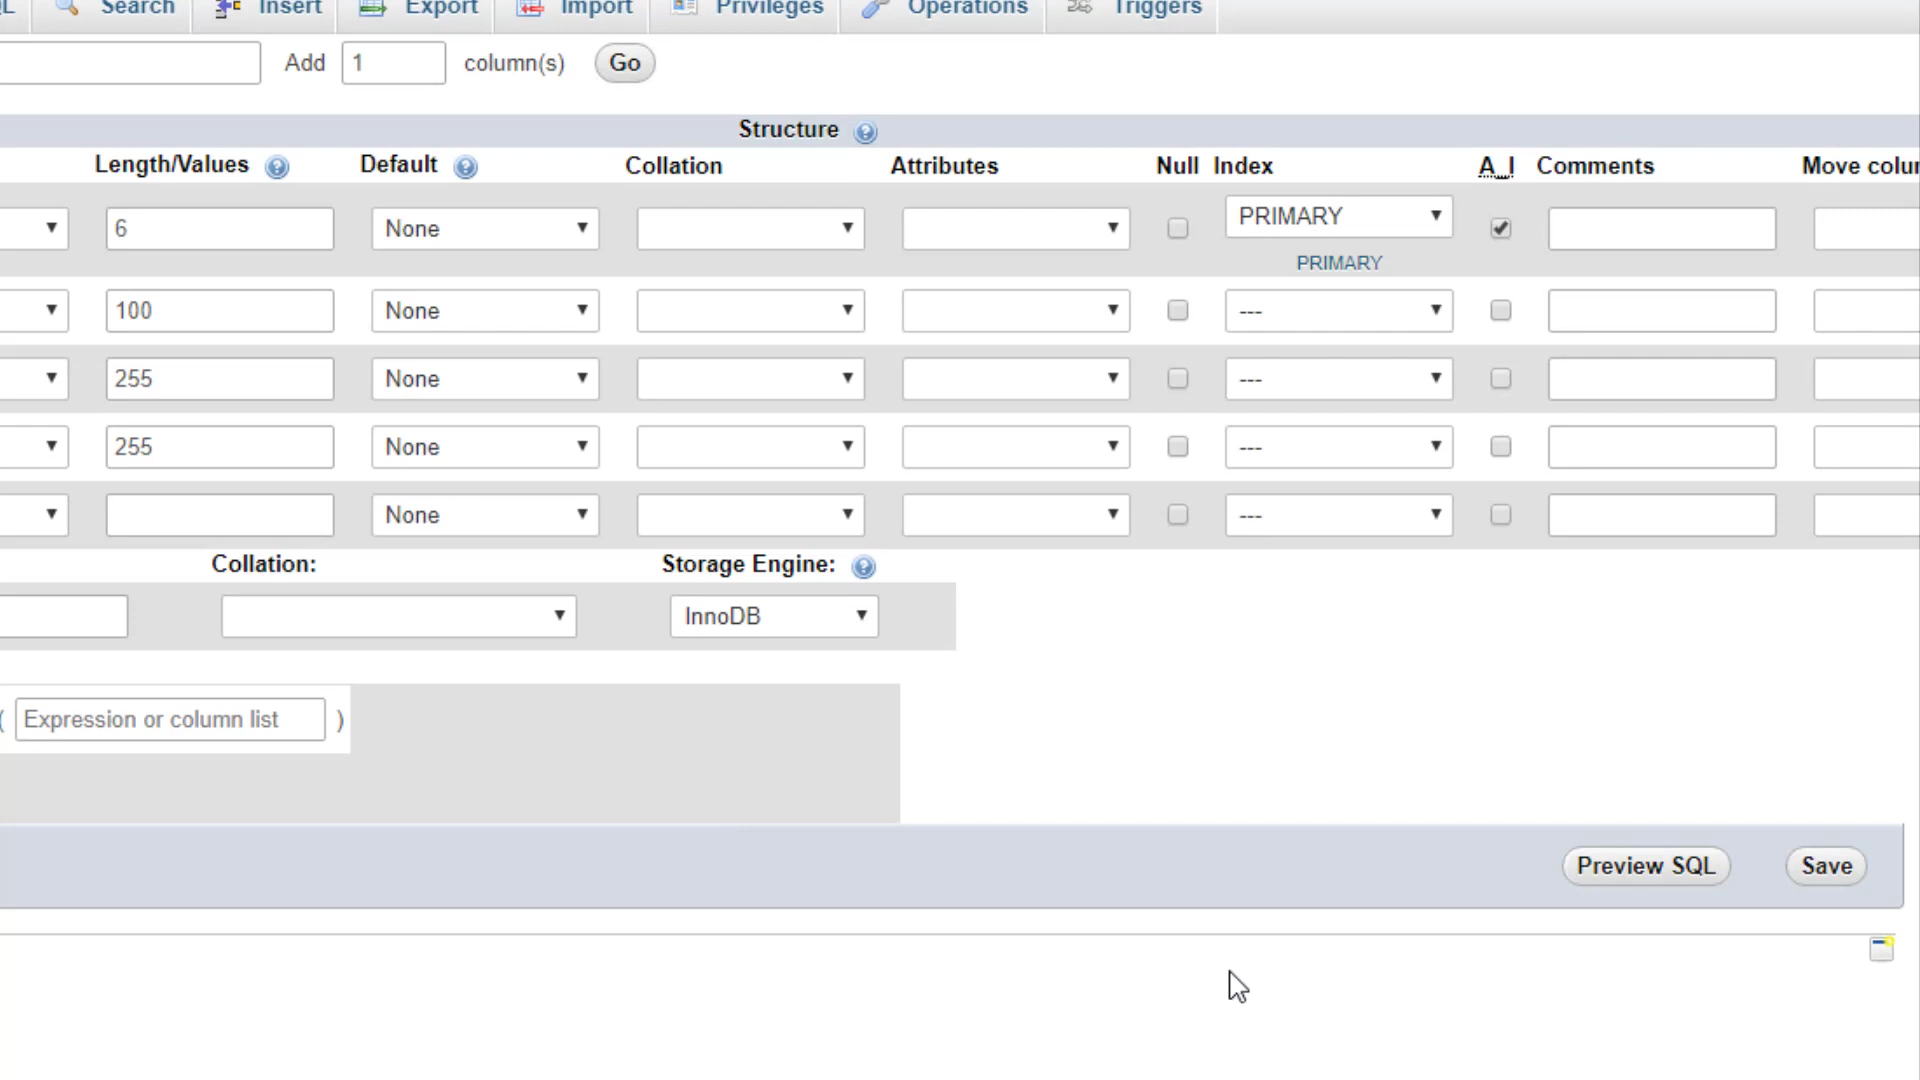 L Search Insert Export Import Privileges Operations Triggers
Add 1 column(s) Go
Structure
Length/Values Default Collation Attributes Null Index A_I Comments Move colu
6 None PRIMARY
PRIMARY
100 None ---
255 None ---
255 None ---
None ---
Collation: Storage Engine:
InnoDB
( Expression or column list )
Preview SQL Save